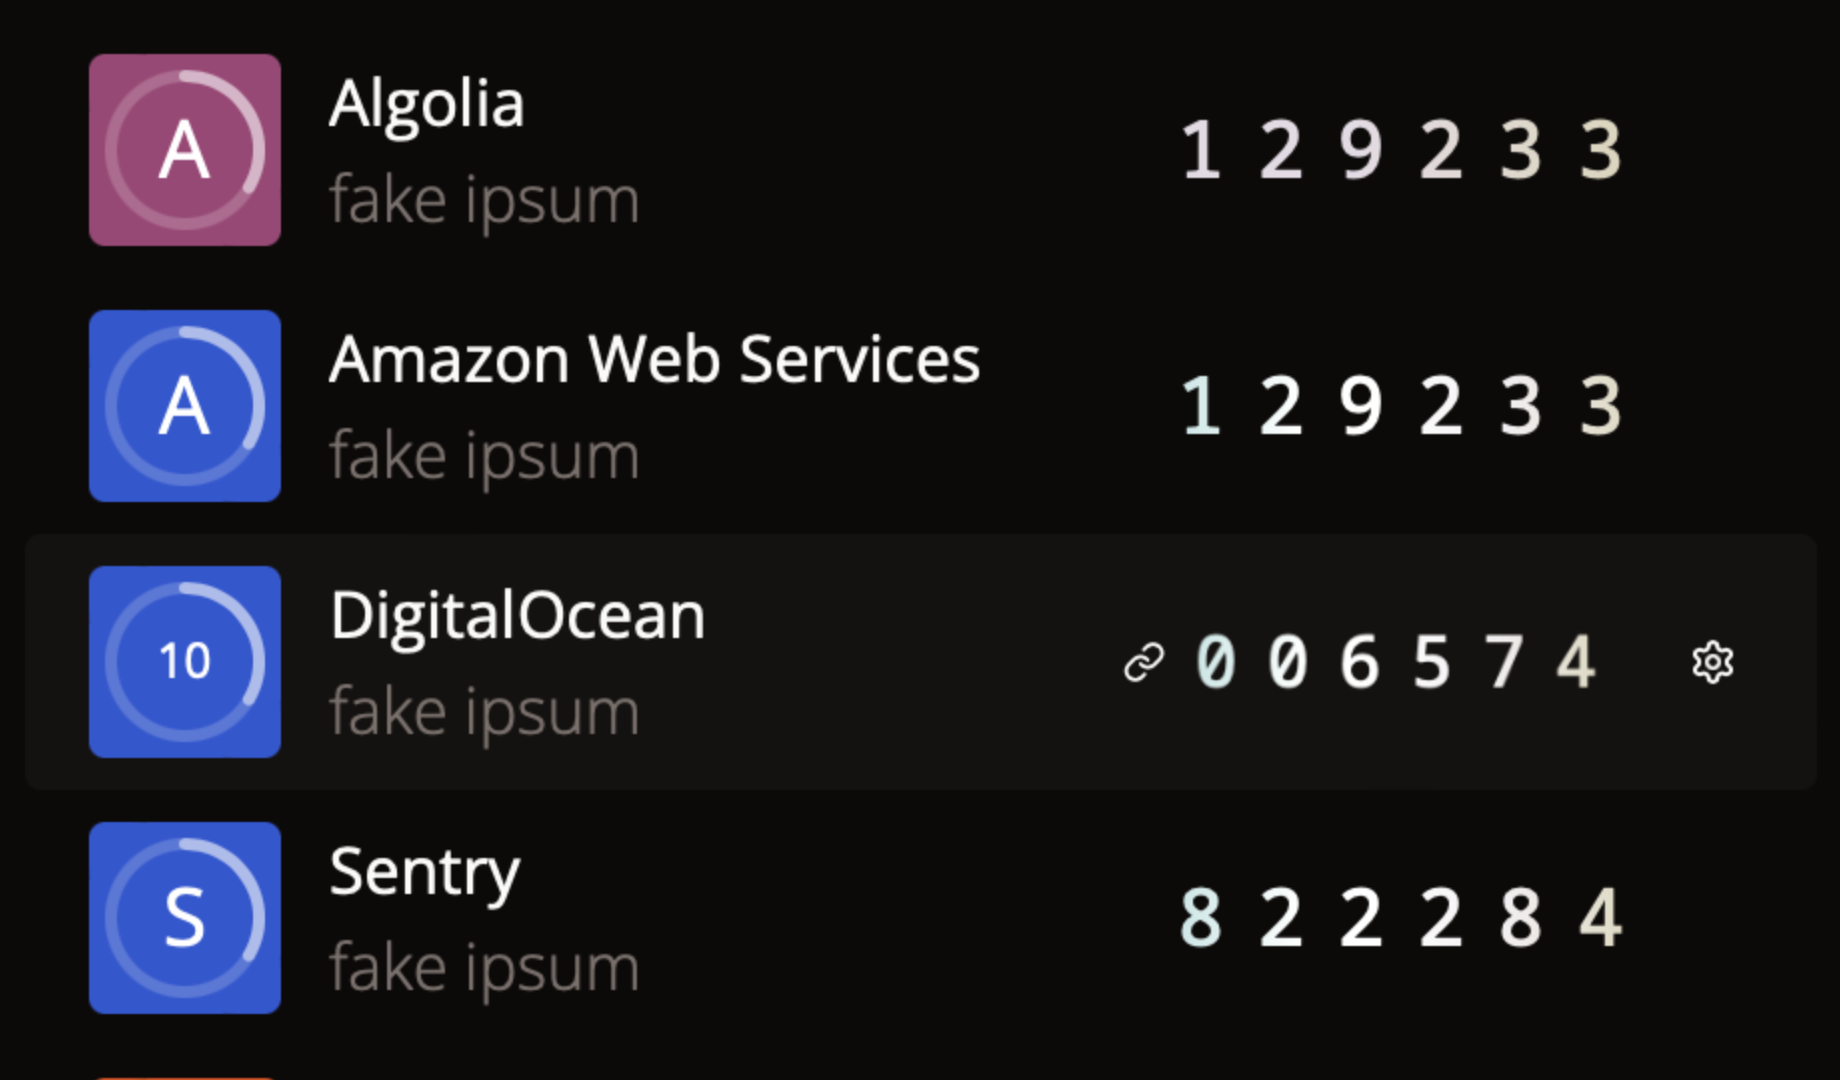 A
Algolia
fake ipsum
1 2 9 2 3 3
A
Amazon Web Services
fake ipsum
1 2 9 2 3 3
10
DigitalOcean
fake ipsum
0 0 6 5 7 4
S
Sentry
fake ipsum
8 2 2 2 8 4